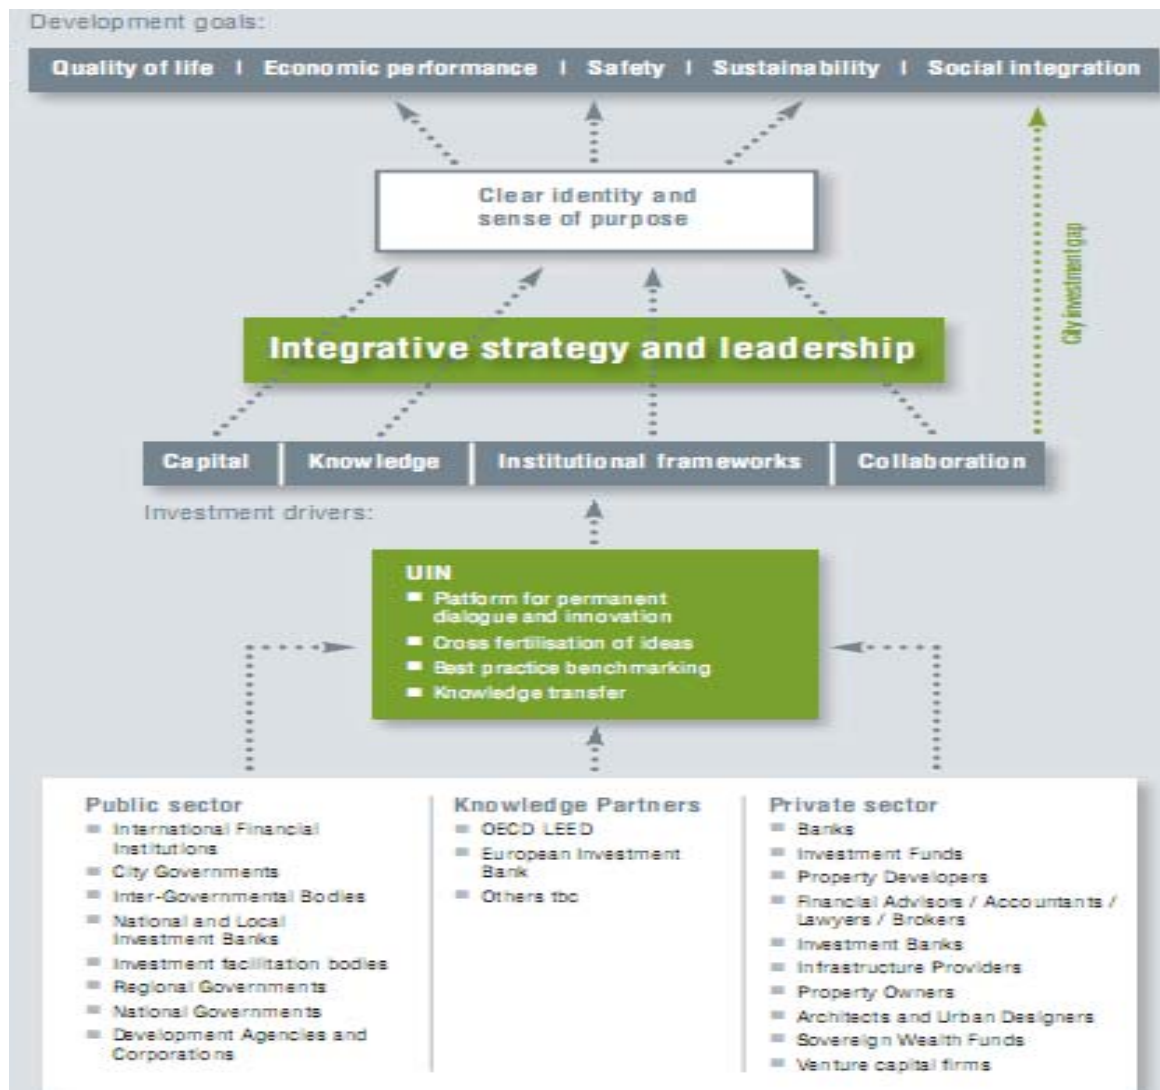 Development goals:
Quality of life | Economic performance | Safety | Sustainability | Social integration
Clear identity and
sense of purpose
City investment gap
Integrative strategy and leadership
Capital | Knowledge | Institutional frameworks | Collaboration
Investment drivers:
UIN
Platform for permanent
dialogue and innovation
Cross fertilisation of ideas
Best practice benchmarking
Knowledge transfer
Public sector
International Financial
Institutions
City Governments
Inter-Governmental Bodies
National and Local
Investment Banks
Investment facilitation bodies
Regional Governments
National Governments
Development Agencies and
Corporations
Knowledge Partners
OECD LEED
European Investment
Bank
Others tbc
Private sector
Banks
Investment Funds
Property Developers
Financial Advisors / Accountants /
Lawyers / Brokers
Investment Banks
Infrastructure Providers
Property Owners
Architects and Urban Designers
Sovereign Wealth Funds
Venture capital firms